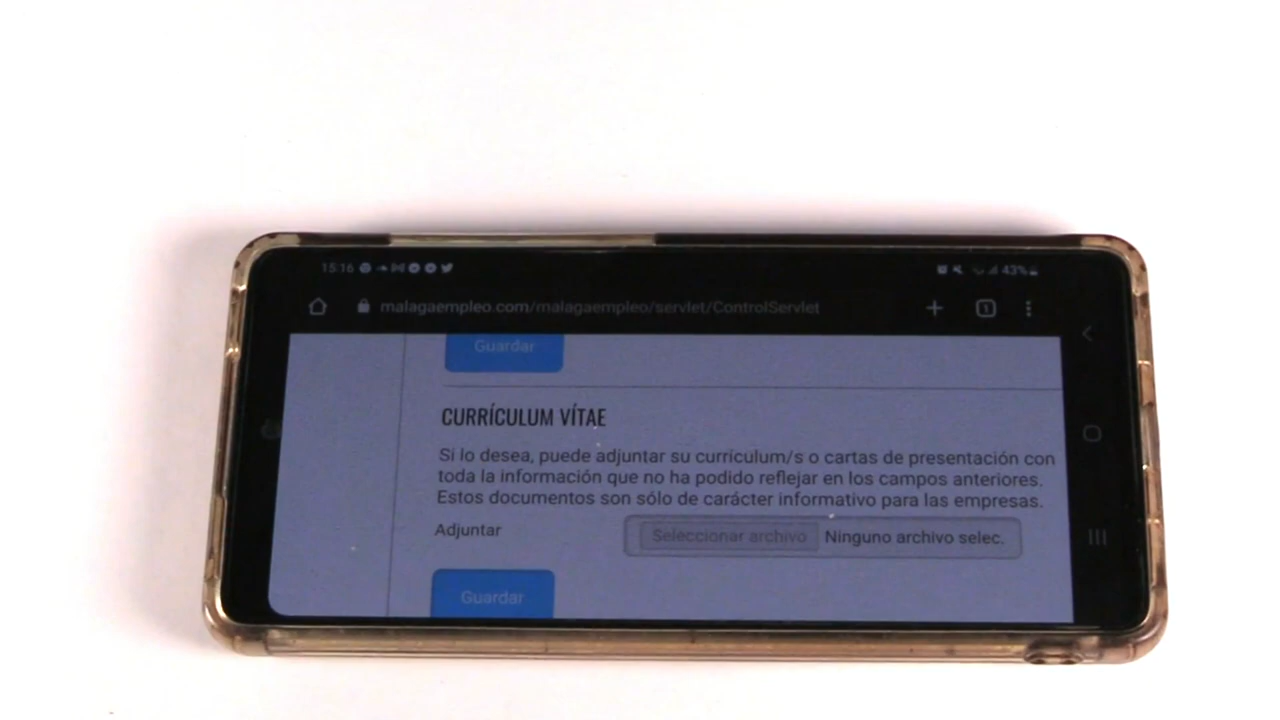 15:16
43%
malagaempleo.com/malagaempleo/servlet/ControlServlet
1
Guardar
CURRÍCULUM VÍTAE
Si lo desea, puede adjuntar su currículum/s o cartas de presentación con
toda la información que no ha podido reflejar en los campos anteriores.
Estos documentos son sólo de carácter informativo para las empresas.
Adjuntar
Seleccionar archivo Ninguno archivo selec.
Guardar